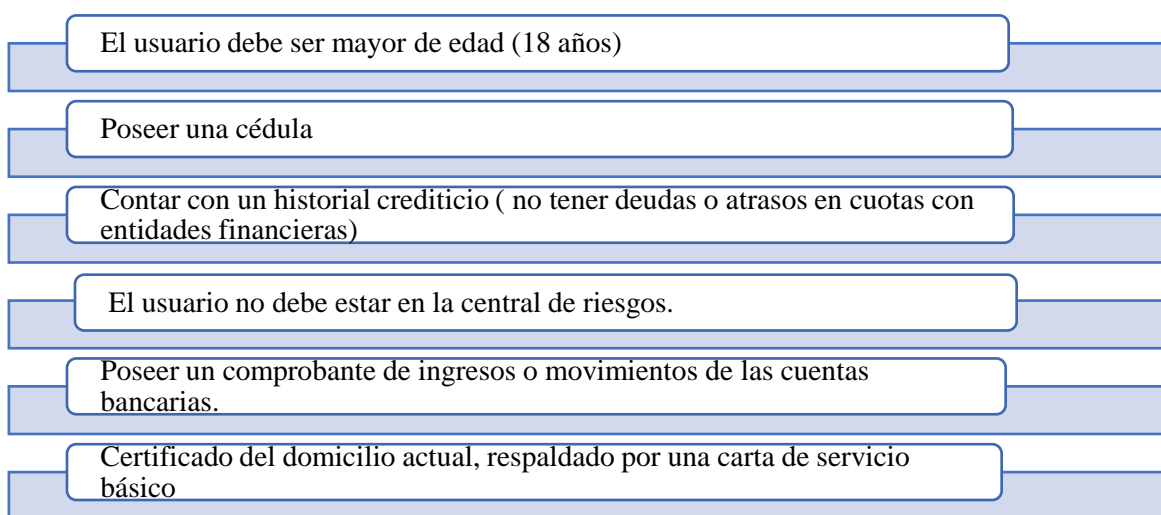 El usuario debe ser mayor de edad (18 años)
Poseer una cédula
Contar con un historial crediticio ( no tener deudas o atrasos en cuotas con
entidades financieras)
El usuario no debe estar en la central de riesgos.
Poseer un comprobante de ingresos o movimientos de las cuentas
bancarias.
Certificado del domicilio actual, respaldado por una carta de servicio
básico